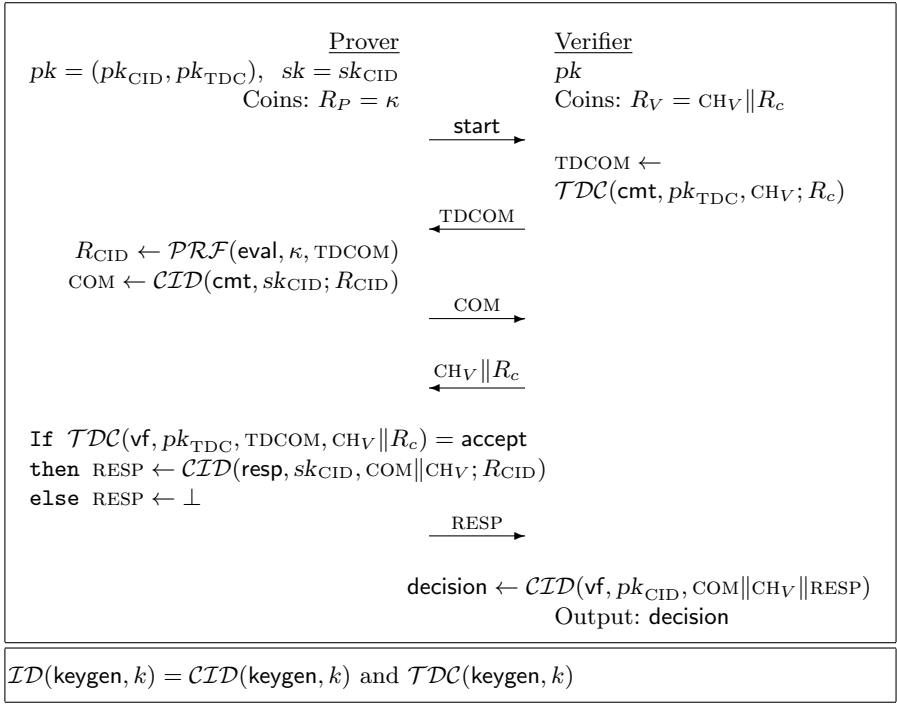 Prover Verifier
pk = (pk_CID, pk_TDC), sk = sk_CID pk
Coins: R_P = κ Coins: R_V = CH_V‖R_c
start
TDCOM ←
𝒯𝒟𝒞(cmt, pk_TDC, CH_V; R_c)
TDCOM
R_CID ← 𝒫ℛℱ(eval, κ, TDCOM)
COM ← 𝒞ℐ𝒟(cmt, sk_CID; R_CID)
COM
CH_V‖R_c
If 𝒯𝒟𝒞(vf, pk_TDC, TDCOM, CH_V‖R_c) = accept
then RESP ← 𝒞ℐ𝒟(resp, sk_CID, COM‖CH_V; R_CID)
else RESP ← ⊥
RESP
decision ← 𝒞ℐ𝒟(vf, pk_CID, COM‖CH_V‖RESP)
Output: decision
ℐ𝒟(keygen, k) = 𝒞ℐ𝒟(keygen, k) and 𝒯𝒟𝒞(keygen, k)